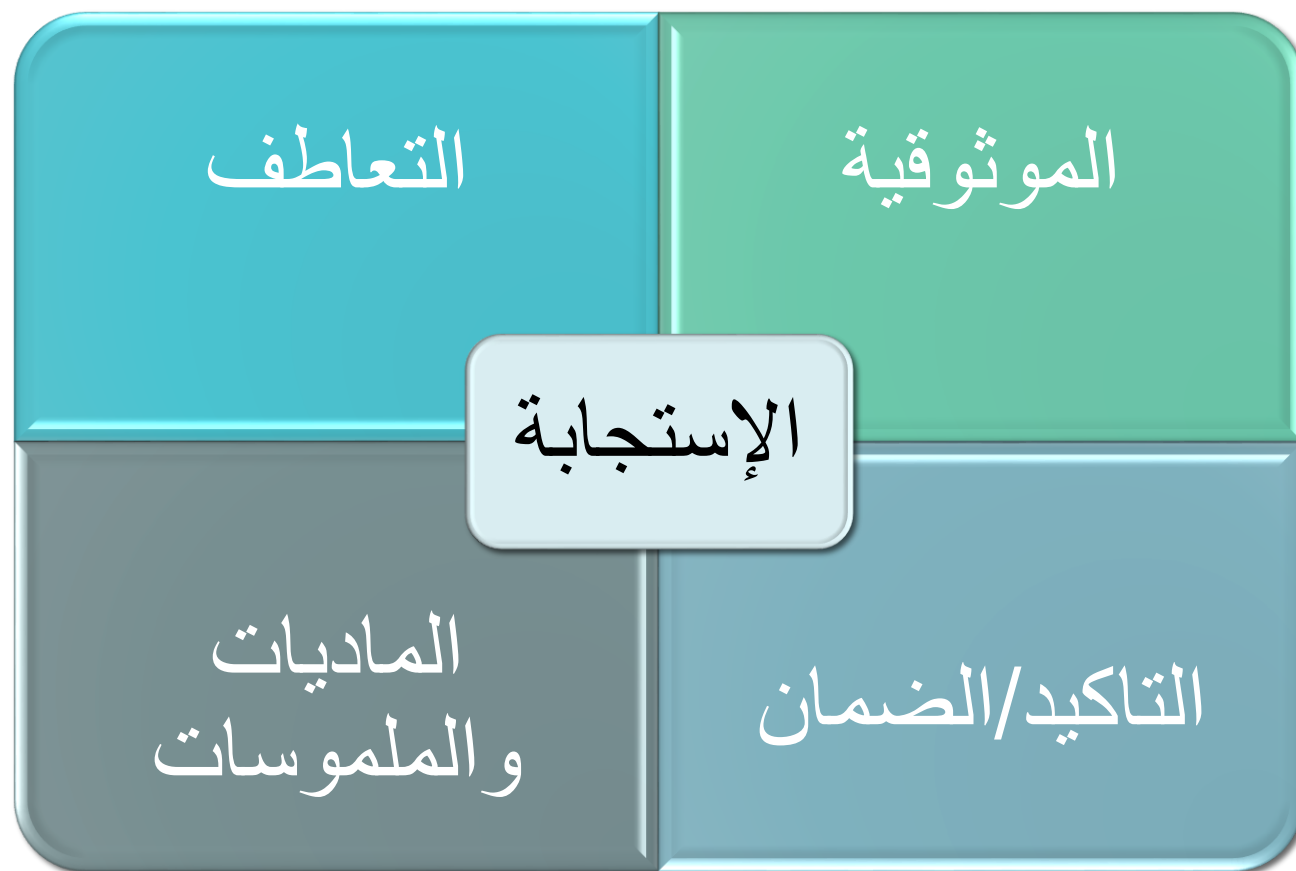 الموثوقية
التعاطف
الإستجابة
التاكيد/الضمان
الماديات
والملموسات